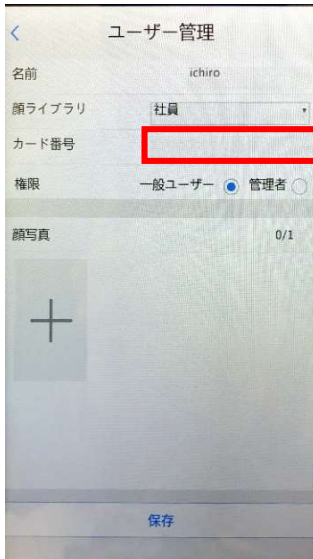 ユーザー管理
名前 ichiro
顔ライブラリ 社員
カード番号
権限 一般ユーザー 管理者
顔写真 0/1
保存